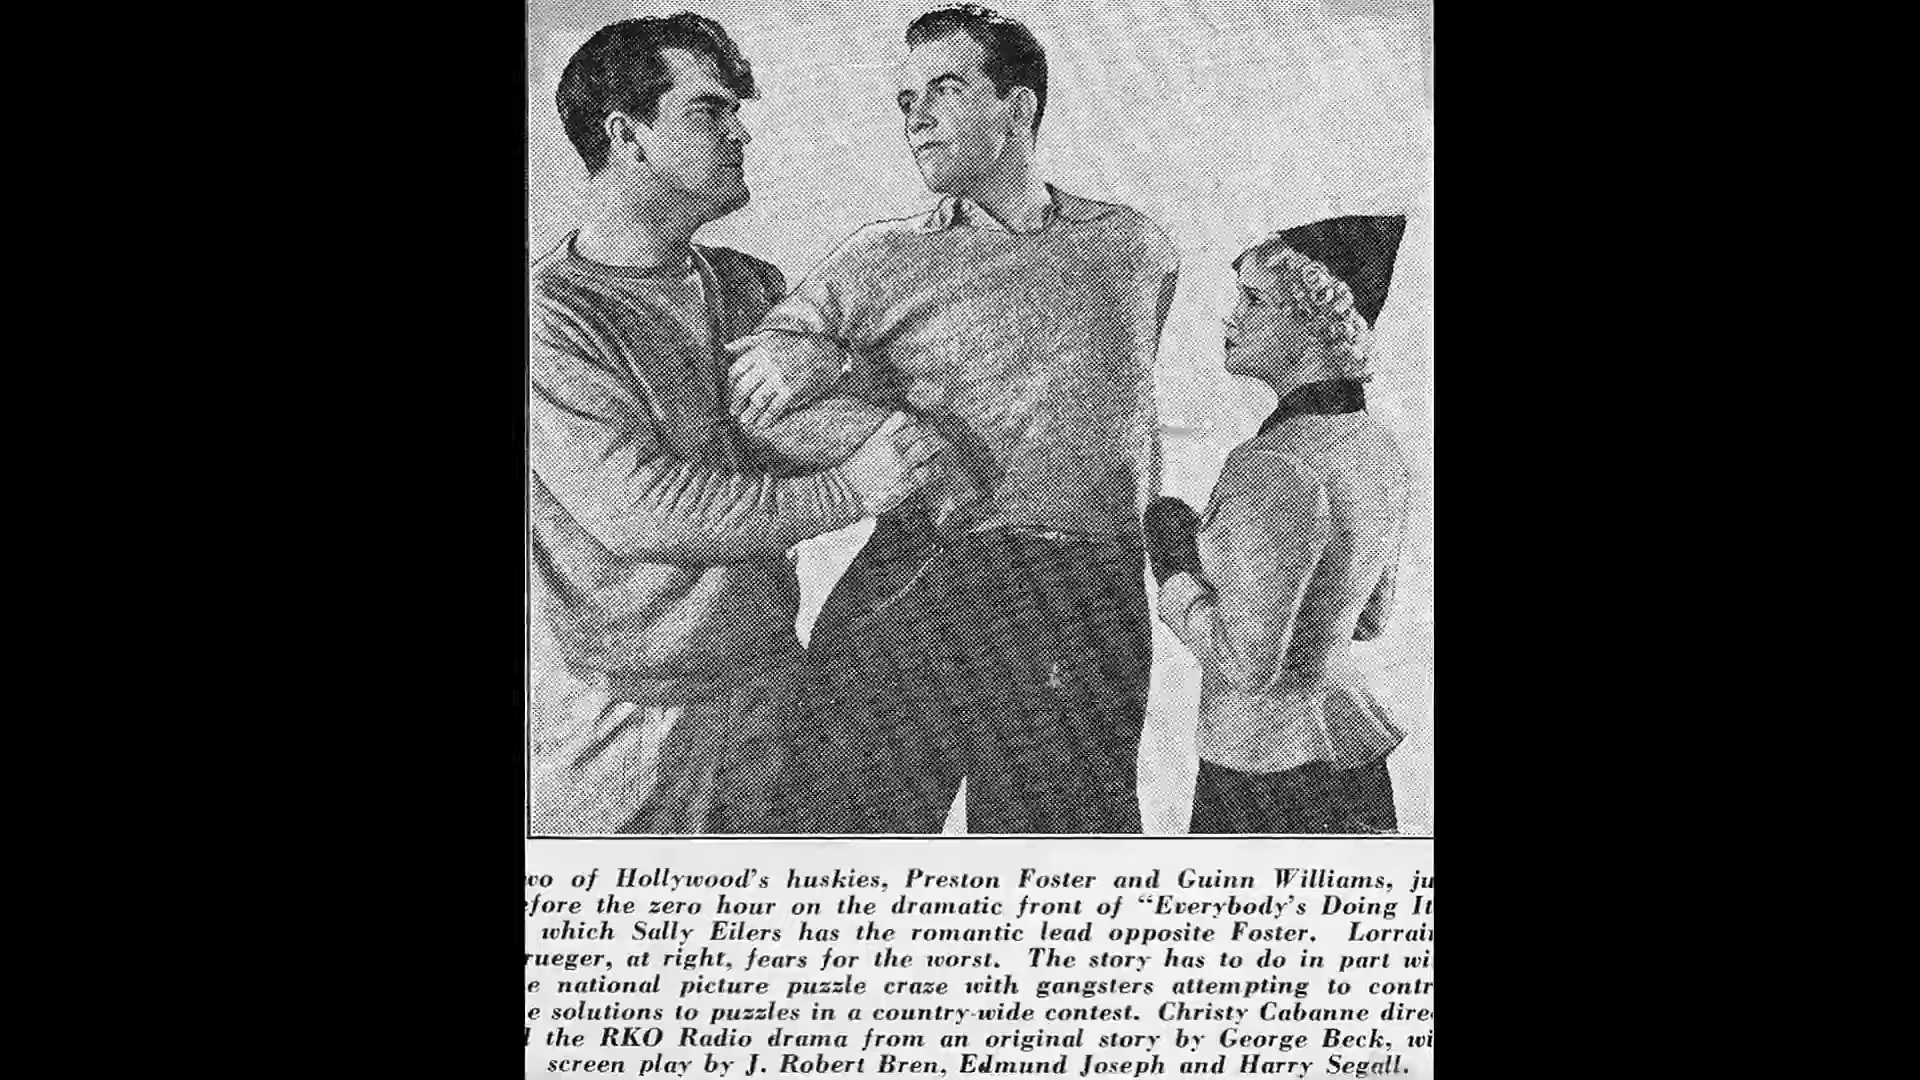 wo of Hollywood's huskies, Preston Foster and Guinn Williams, ju
fore the zero hour on the dramatic front of “Everybody's Doing It
which Sally Eilers has the romantic lead opposite Foster. Lorrain
rueger, at right, fears for the worst. The story has to do in part wi
e national picture puzzle craze with gangsters attempting to contr
e solutions to puzzles in a country-wide contest. Christy Cabanne dire
the RKO Radio drama from an original story by George Beck, wi
screen play by J. Robert Bren, Edmund Joseph and Harry Segall.